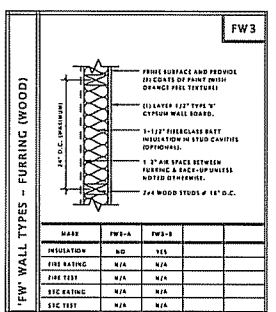 FW3
'FW' WALL TYPES - FURRING (WOOD)
24" O.C. (MAXIMUM)
PRIME SURFACE AND PROVIDE
(2) COATS OF PAINT (WITH
ORANGE PEEL TEXTURE)
(1) LAYER 1/2" TYPE 'X'
GYPSUM WALL BOARD.
3-1/2" FIBERGLASS BATT
INSULATION IN STUD CAVITIES
(OPTIONAL).
AIR SPACE BETWEEN
FURRING & BACK-UP UNLESS
NOTED OTHERWISE.
2x4 WOOD STUDS @ 16" O.C.
MARK FW3-A FW3-B
INSULATION NO YES
FIRE RATING N/A N/A
FIRE TEST N/A N/A
STC RATING N/A N/A
STC TEST N/A N/A